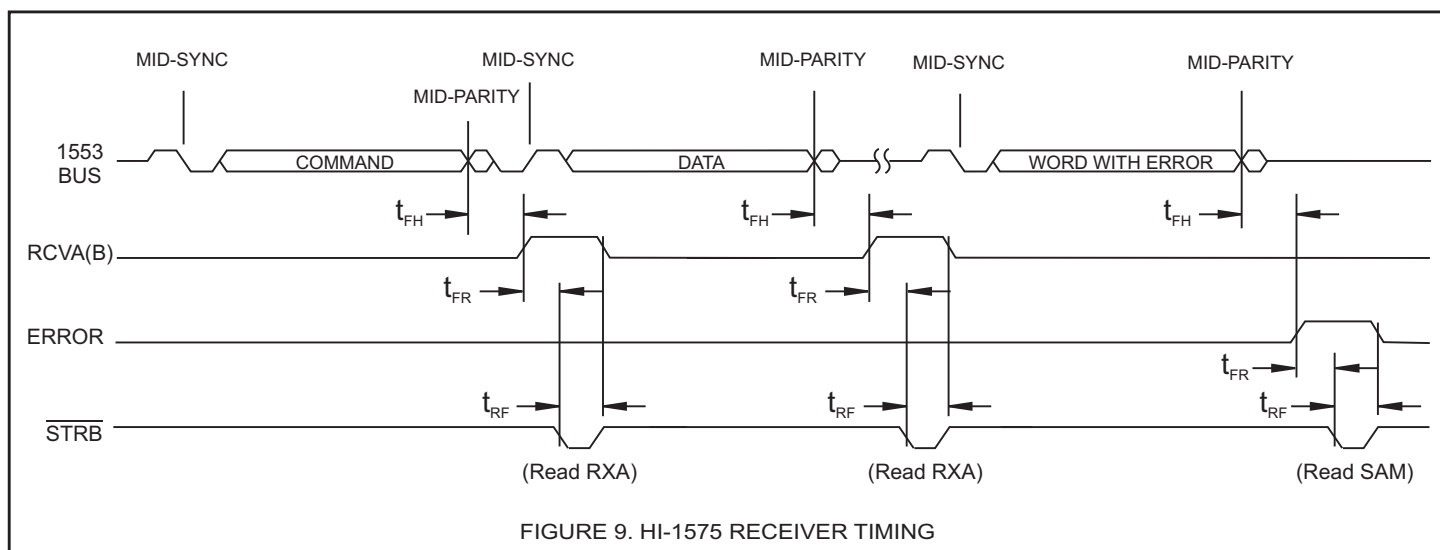 MID-SYNC MID-SYNC MID-PARITY MID-SYNC MID-PARITY
MID-PARITY
1553
BUS
COMMAND DATA WORD WITH ERROR
tFH tFH tFH
RCVA(B)
tFR tFR
ERROR
tFR
tRF tRF tRF
STRB
(Read RXA) (Read RXA) (Read SAM)
FIGURE 9. HI-1575 RECEIVER TIMING